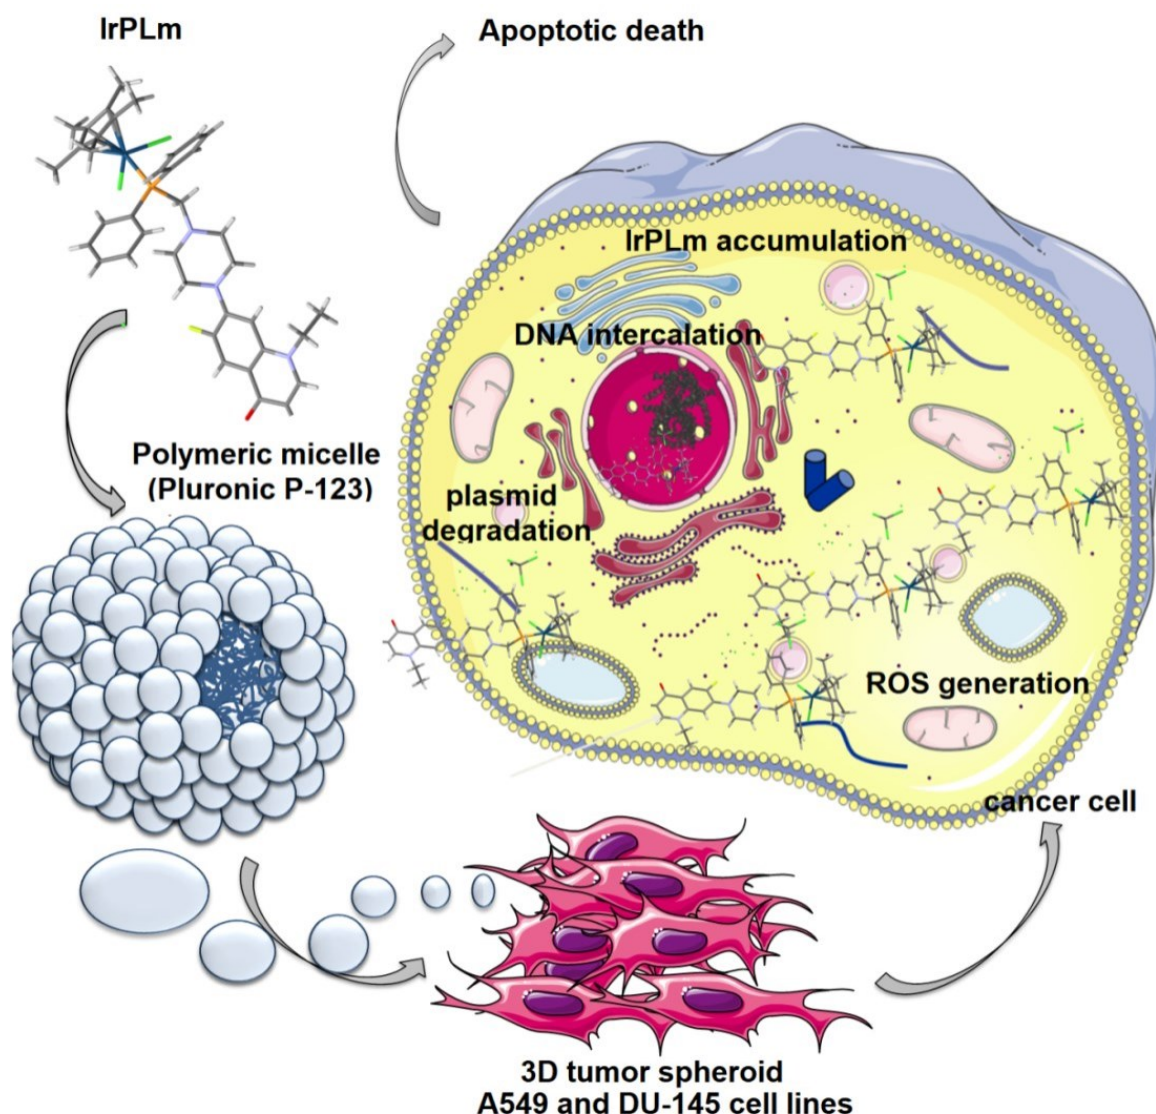 IrPLm
Apoptotic death
IrPLm accumulation
DNA intercalation
Polymeric micelle
(Pluronic P-123)
plasmid
degradation
ROS generation
cancer cell
3D tumor spheroid
A549 and DU-145 cell lines